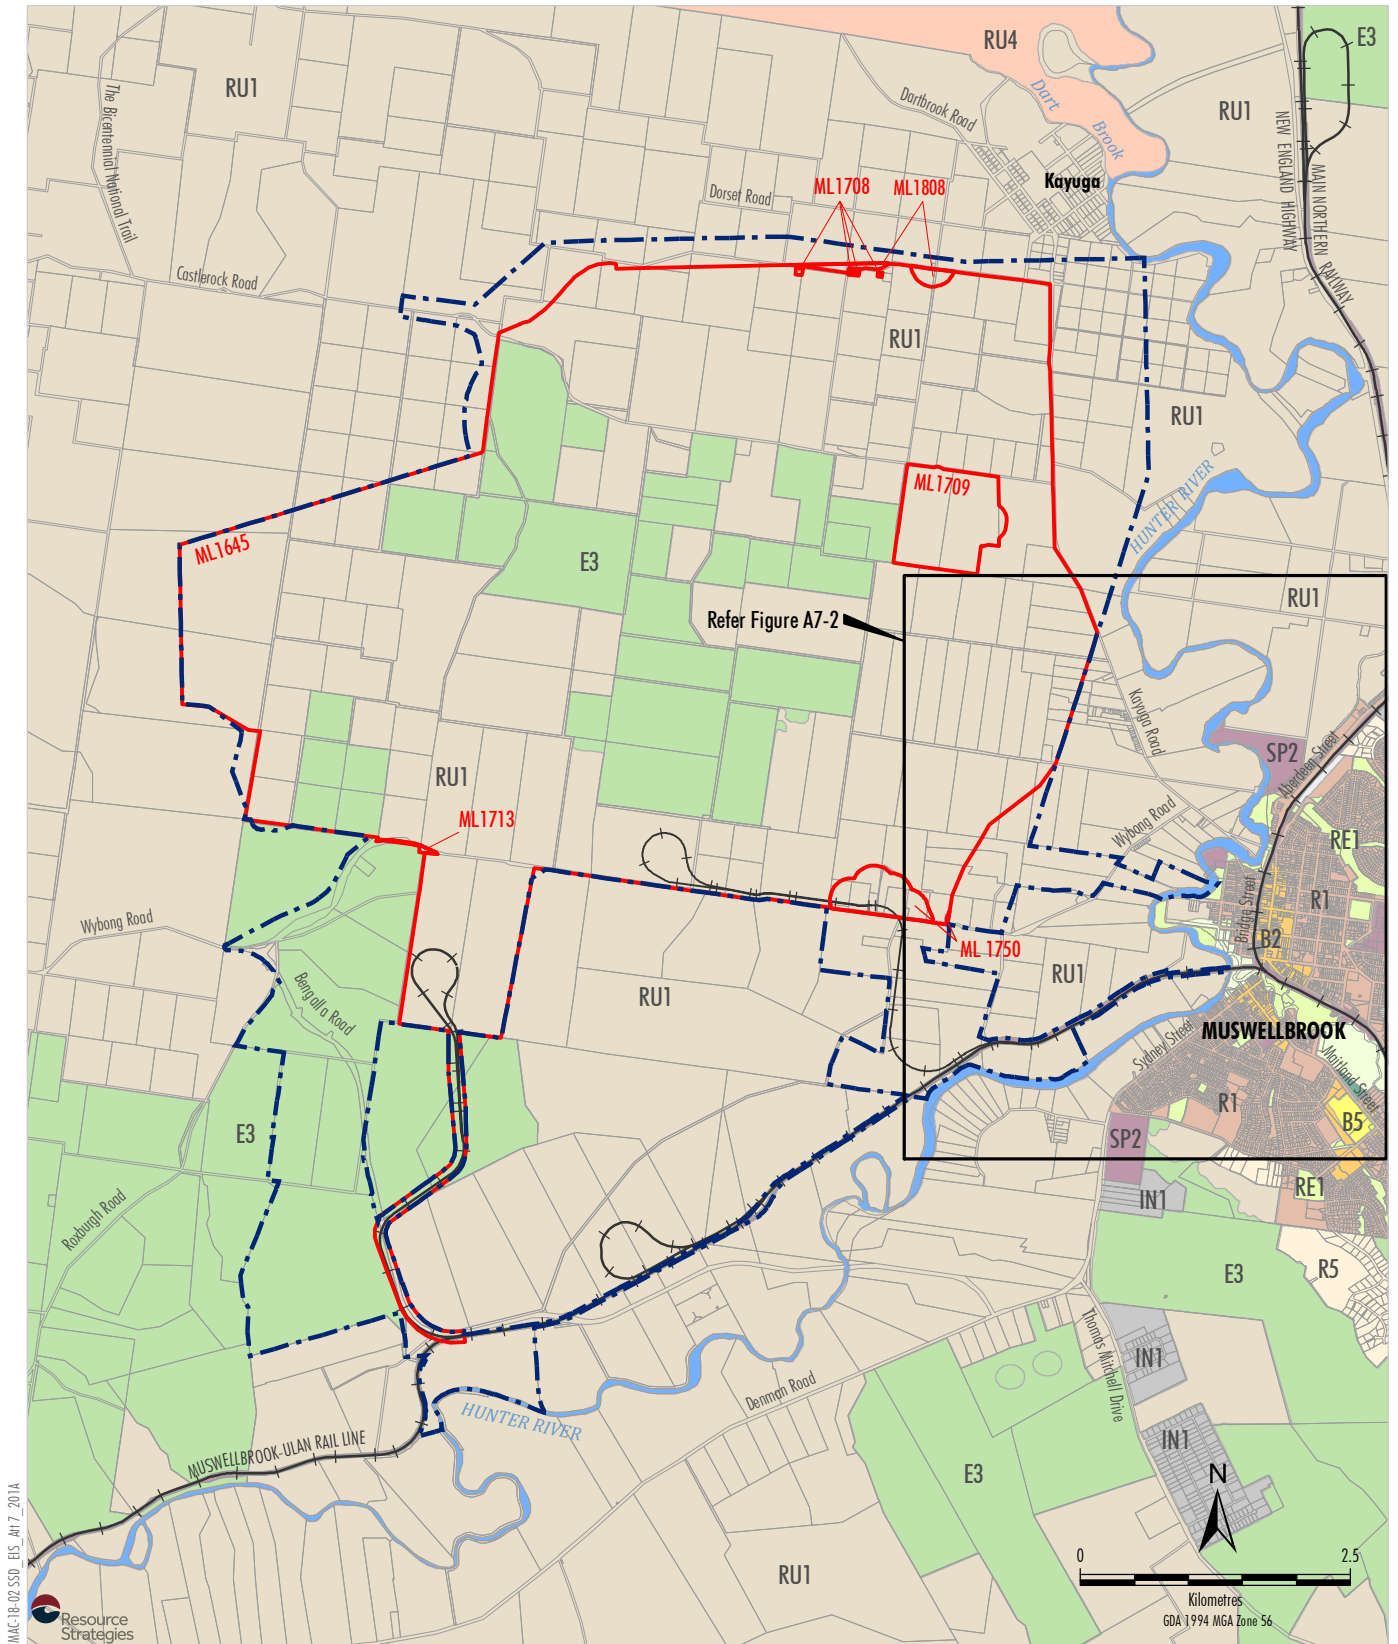 RU4
E3
RU1
RU1
The Bicentennial National Trail
Dartbrook Road
Dart
Brook
NEW ENGLAND HIGHWAY
MAIN NORTHERN RAILWAY
Kayuga
ML1708
ML1808
Dorset Road
Castlerock Road
RU1
RU1
ML1709
HUNTER RIVER
ML1645
E3
RU1
Refer Figure A7-2
Kayuga Road
SP2
Aberdeen Street
RU1
ML1713
Wybong Road
RE1
R1
Bridge Street
B2
Wybong Road
ML 1750
RU1
RU1
Bengalla Road
MUSWELLBROOK
Sydney Street
Maitland Street
R1
B5
E3
SP2
RE1
IN1
Roxburgh Road
E3
R5
Thomas Mitchell Drive
IN1
Denman Road
HUNTER RIVER
MUSWELLBROOK-ULAN RAIL LINE
IN1
E3
N
RU1
0
2.5
Kilometres
GDA 1994 MGA Zone 56
MAC-18-02 SSD_EIS_Att 7_201A
Resource
Strategies